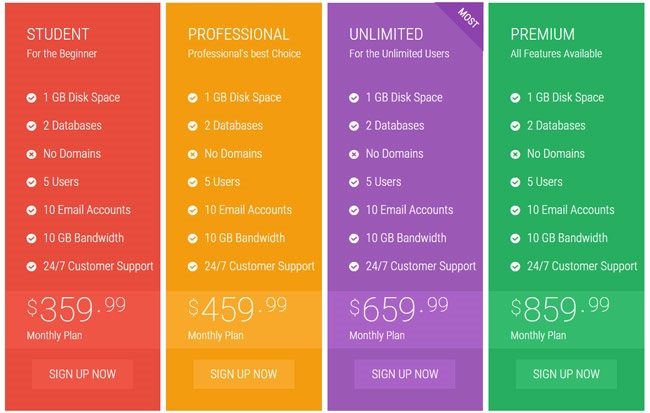 STUDENT
For the Beginner
1 GB Disk Space
2 Databases
No Domains
5 Users
10 Email Accounts
10 GB Bandwidth
24/7 Customer Support
$359.99
Monthly Plan
SIGN UP NOW
PROFESSIONAL
Professional's best Choice
1 GB Disk Space
2 Databases
No Domains
5 Users
10 Email Accounts
10 GB Bandwidth
24/7 Customer Support
$459.99
Monthly Plan
SIGN UP NOW
MOST
UNLIMITED
For the Unlimited Users
1 GB Disk Space
2 Databases
No Domains
5 Users
10 Email Accounts
10 GB Bandwidth
24/7 Customer Support
$659.99
Monthly Plan
SIGN UP NOW
PREMIUM
All Features Available
1 GB Disk Space
2 Databases
No Domains
5 Users
10 Email Accounts
10 GB Bandwidth
24/7 Customer Support
$859.99
Monthly Plan
SIGN UP NOW